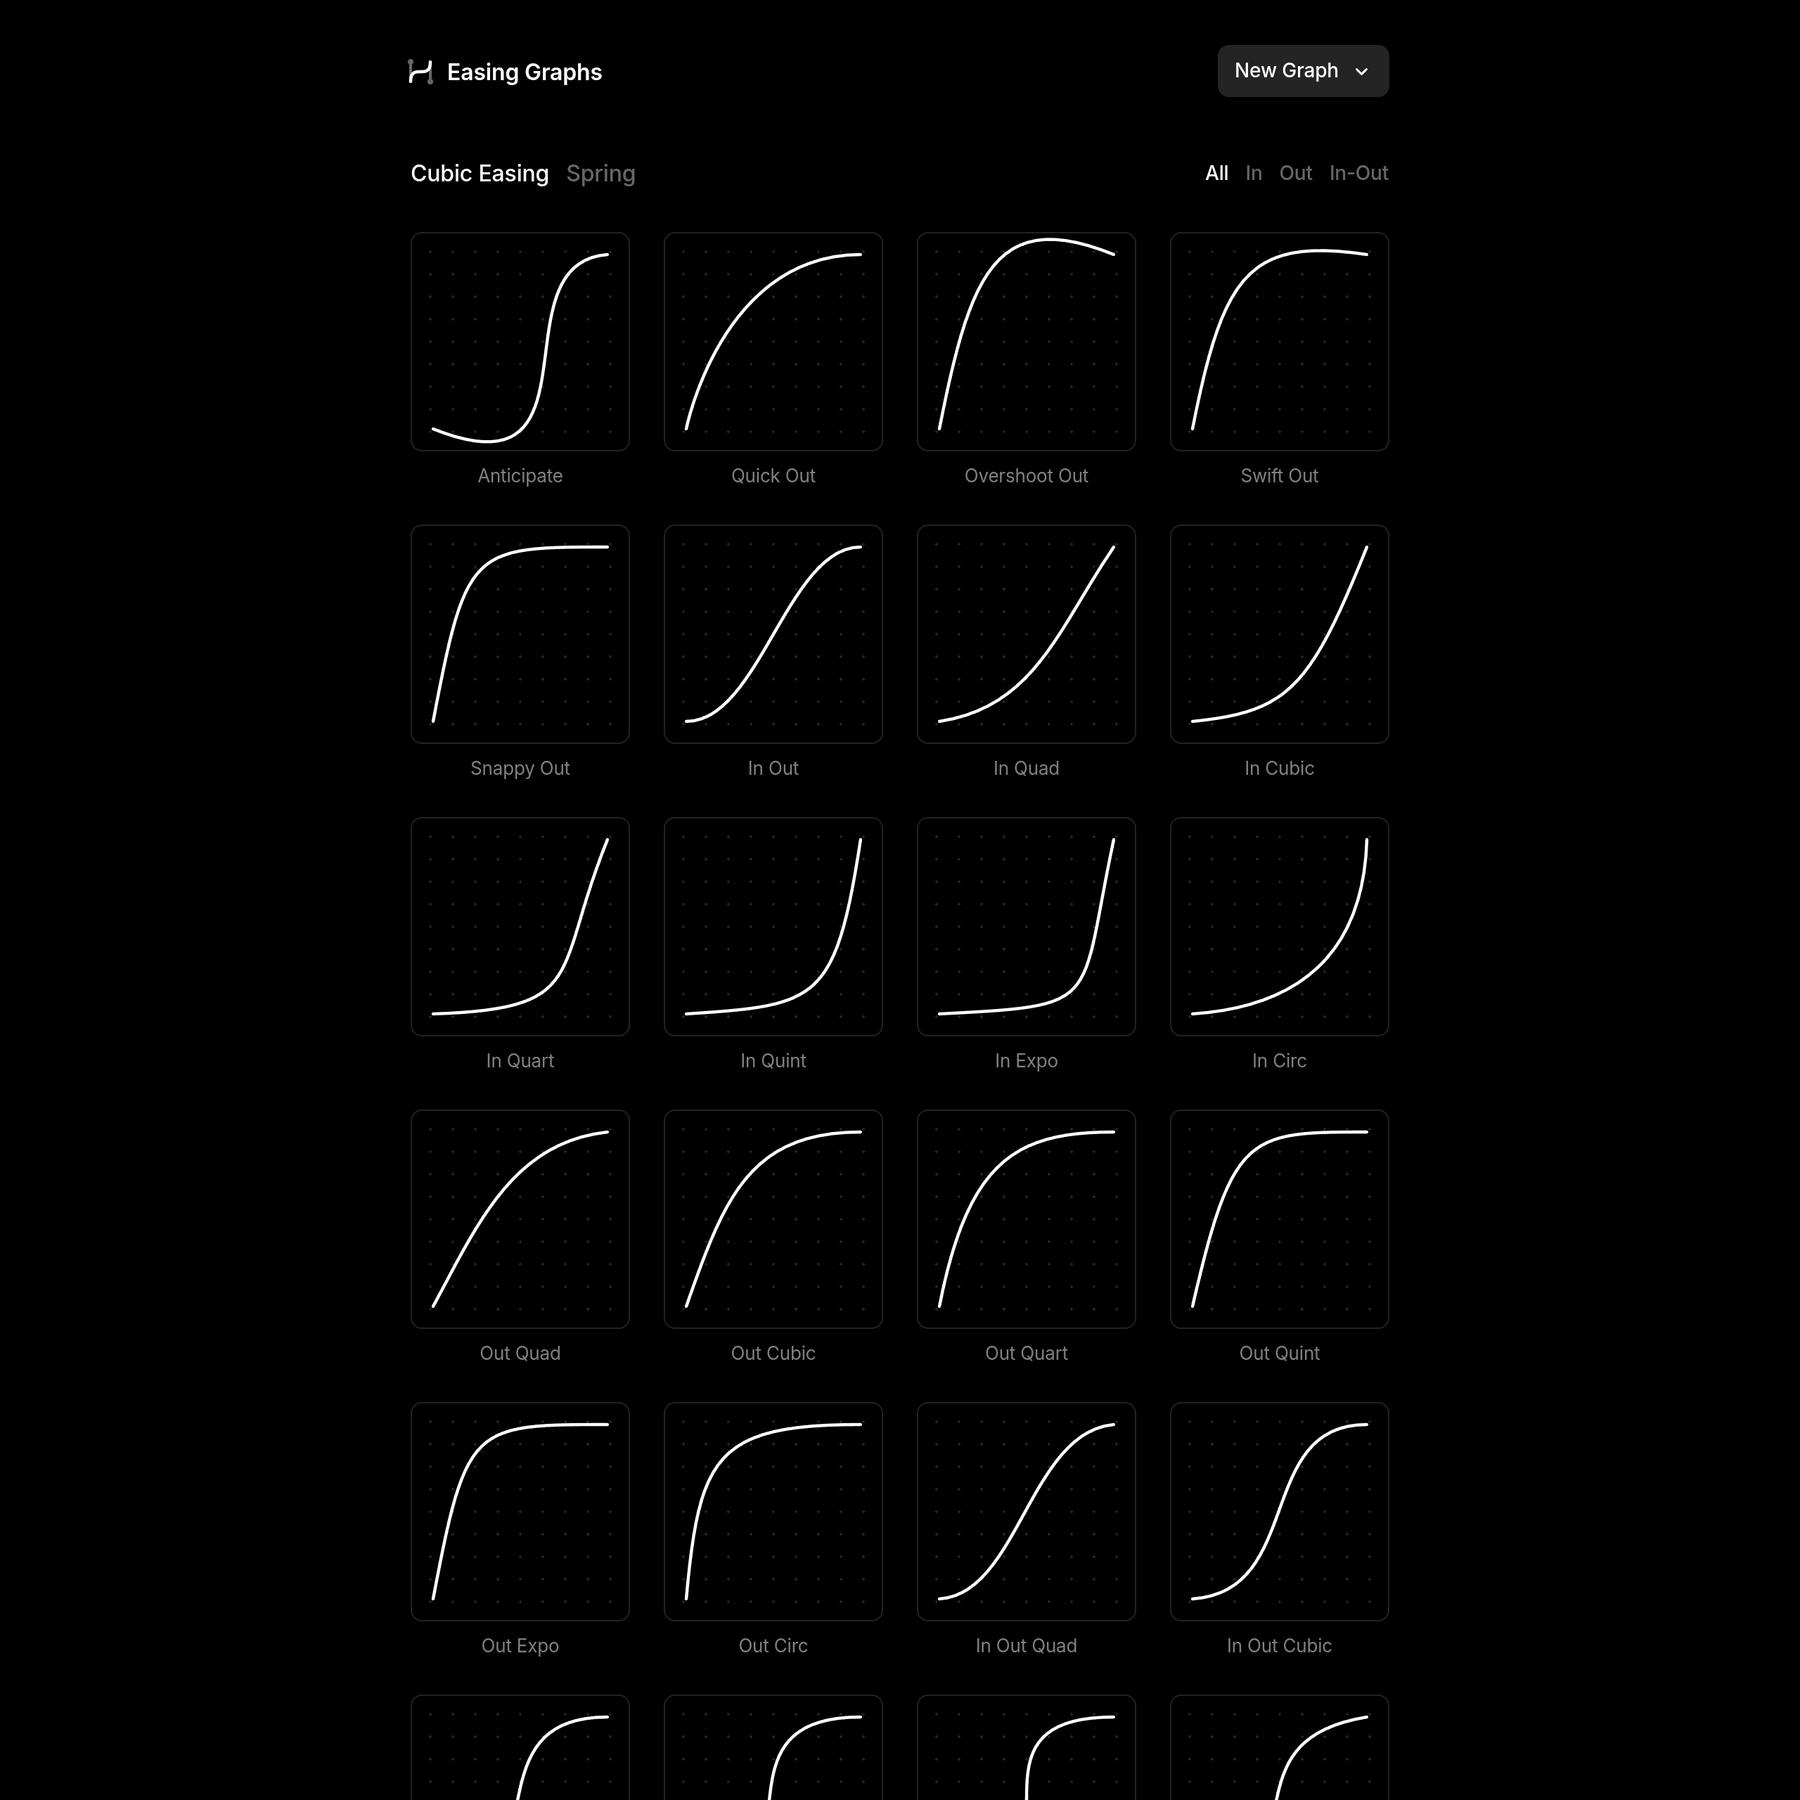 Easing Graphs
New Graph
Cubic Easing Spring
All In Out In-Out
Anticipate
Quick Out
Overshoot Out
Swift Out
Snappy Out
In Out
In Quad
In Cubic
In Quart
In Quint
In Expo
In Circ
Out Quad
Out Cubic
Out Quart
Out Quint
Out Expo
Out Circ
In Out Quad
In Out Cubic